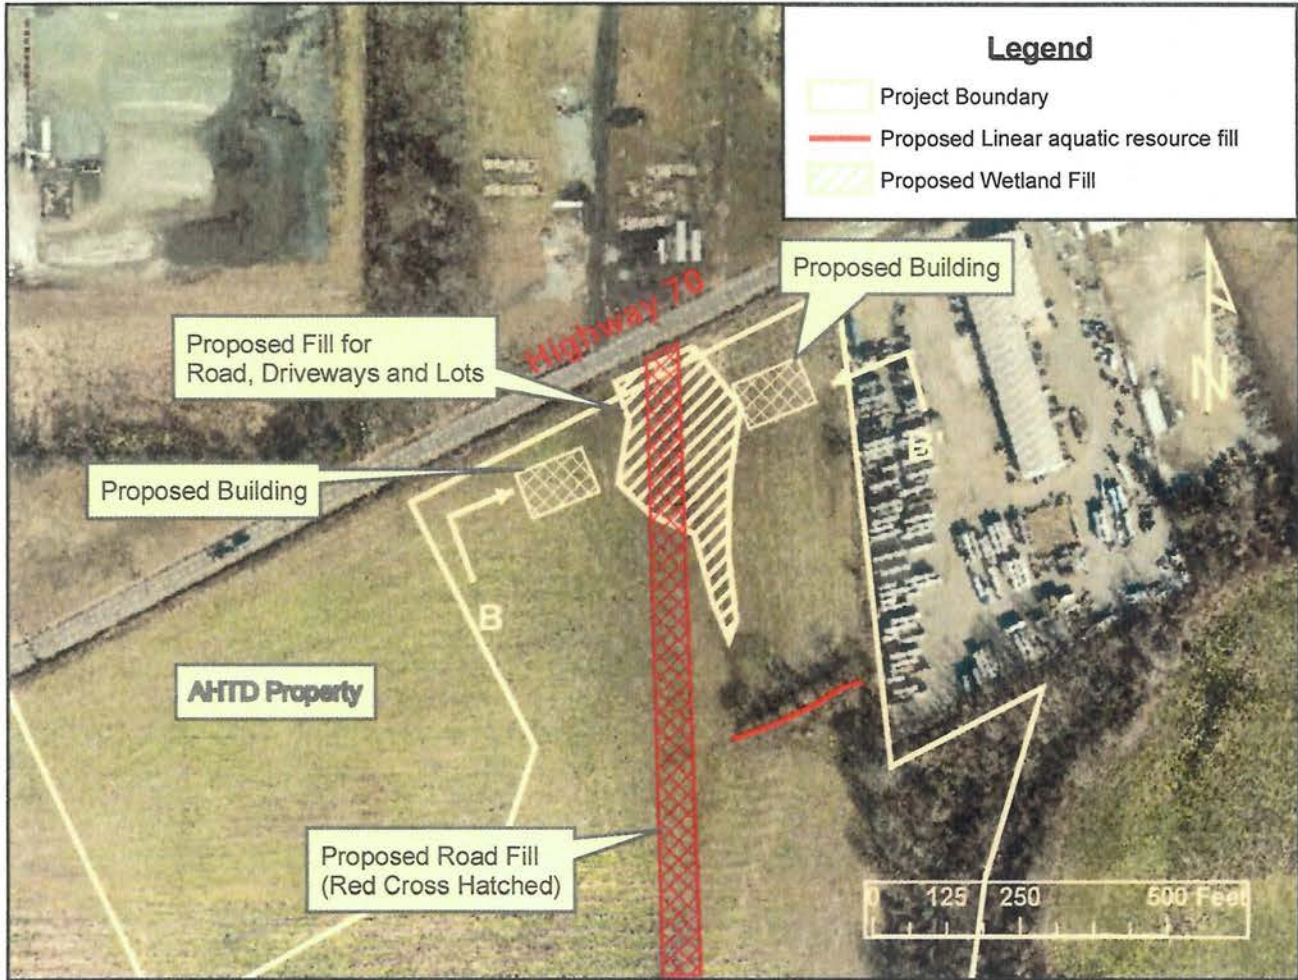 Legend
Project Boundary
Proposed Linear aquatic resource fill
Proposed Wetland Fill
Proposed Building
Highway 70
Proposed Fill for
Road, Driveways and Lots
N
Proposed Building
B'
B
AHTD Property
Proposed Road Fill
(Red Cross Hatched)
0 125 250 500 Feet